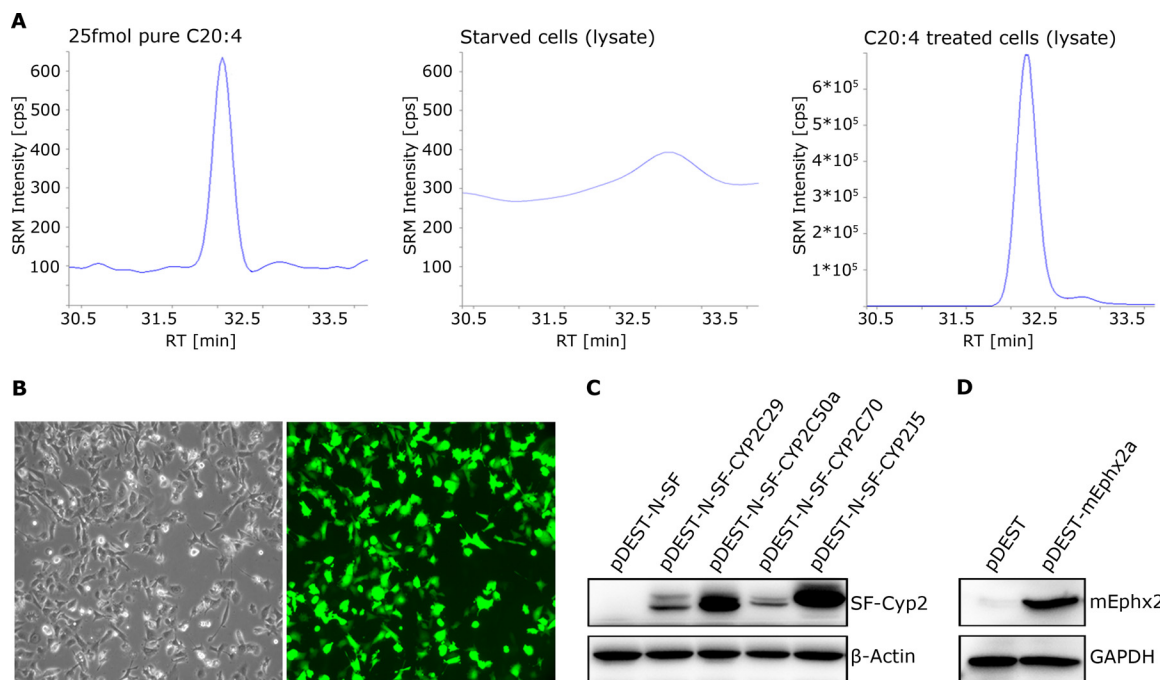 A
25fmol pure C20:4
SRM Intensity [cps]
600
500
400
300
200
100
30.5 31.5 32.5 33.5
RT [min]
Starved cells (lysate)
SRM Intensity [cps]
600
500
400
300
200
100
30.5 31.5 32.5 33.5
RT [min]
C20:4 treated cells (lysate)
SRM Intensity [cps]
6*10⁵
5*10⁵
4*10⁵
3*10⁵
2*10⁵
1*10⁵
30.5 31.5 32.5 33.5
RT [min]
B
C
pDEST-N-SF
pDEST-N-SF-CYP2C29
pDEST-N-SF-CYP2C50a
pDEST-N-SF-CYP2C70
pDEST-N-SF-CYP2J5
SF-Cyp2
β-Actin
D
pDEST
pDEST-mEphx2a
mEphx2
GAPDH